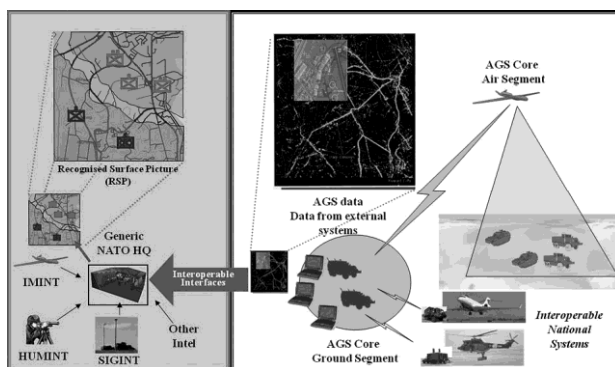 AGS Core
Air Segment
Recognised Surface Picture
(RSP)
AGS data
Data from external
systems
Generic
NATO HQ
IMINT
Interoperable
Interfaces
HUMINT
SIGINT
Other
Intel
AGS Core
Ground Segment
Interoperable
National
Systems